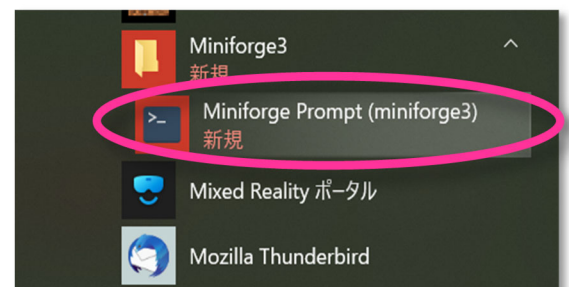 Miniforge3
新規
>_
Miniforge Prompt (miniforge3)
新規
Mixed Reality ポータル
Mozilla Thunderbird